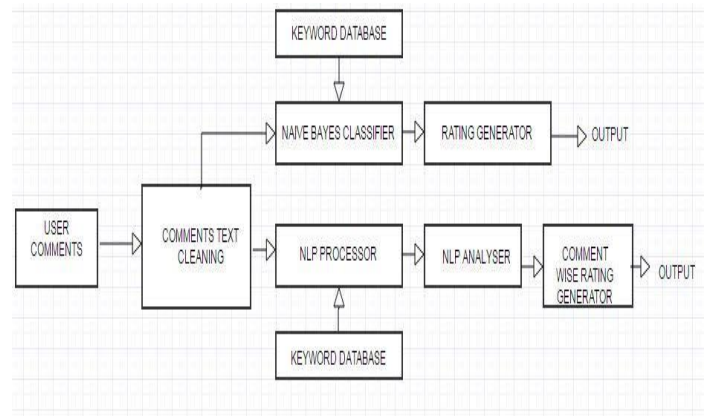 KEYWORD DATABASE
NAIVE BAYES CLASSIFIER
RATING GENERATOR
OUTPUT
USER
COMMENTS
COMMENTS TEXT
CLEANING
NLP PROCESSOR
NLP ANALYSER
COMMENT
WISE RATING
GENERATOR
OUTPUT
KEYWORD DATABASE